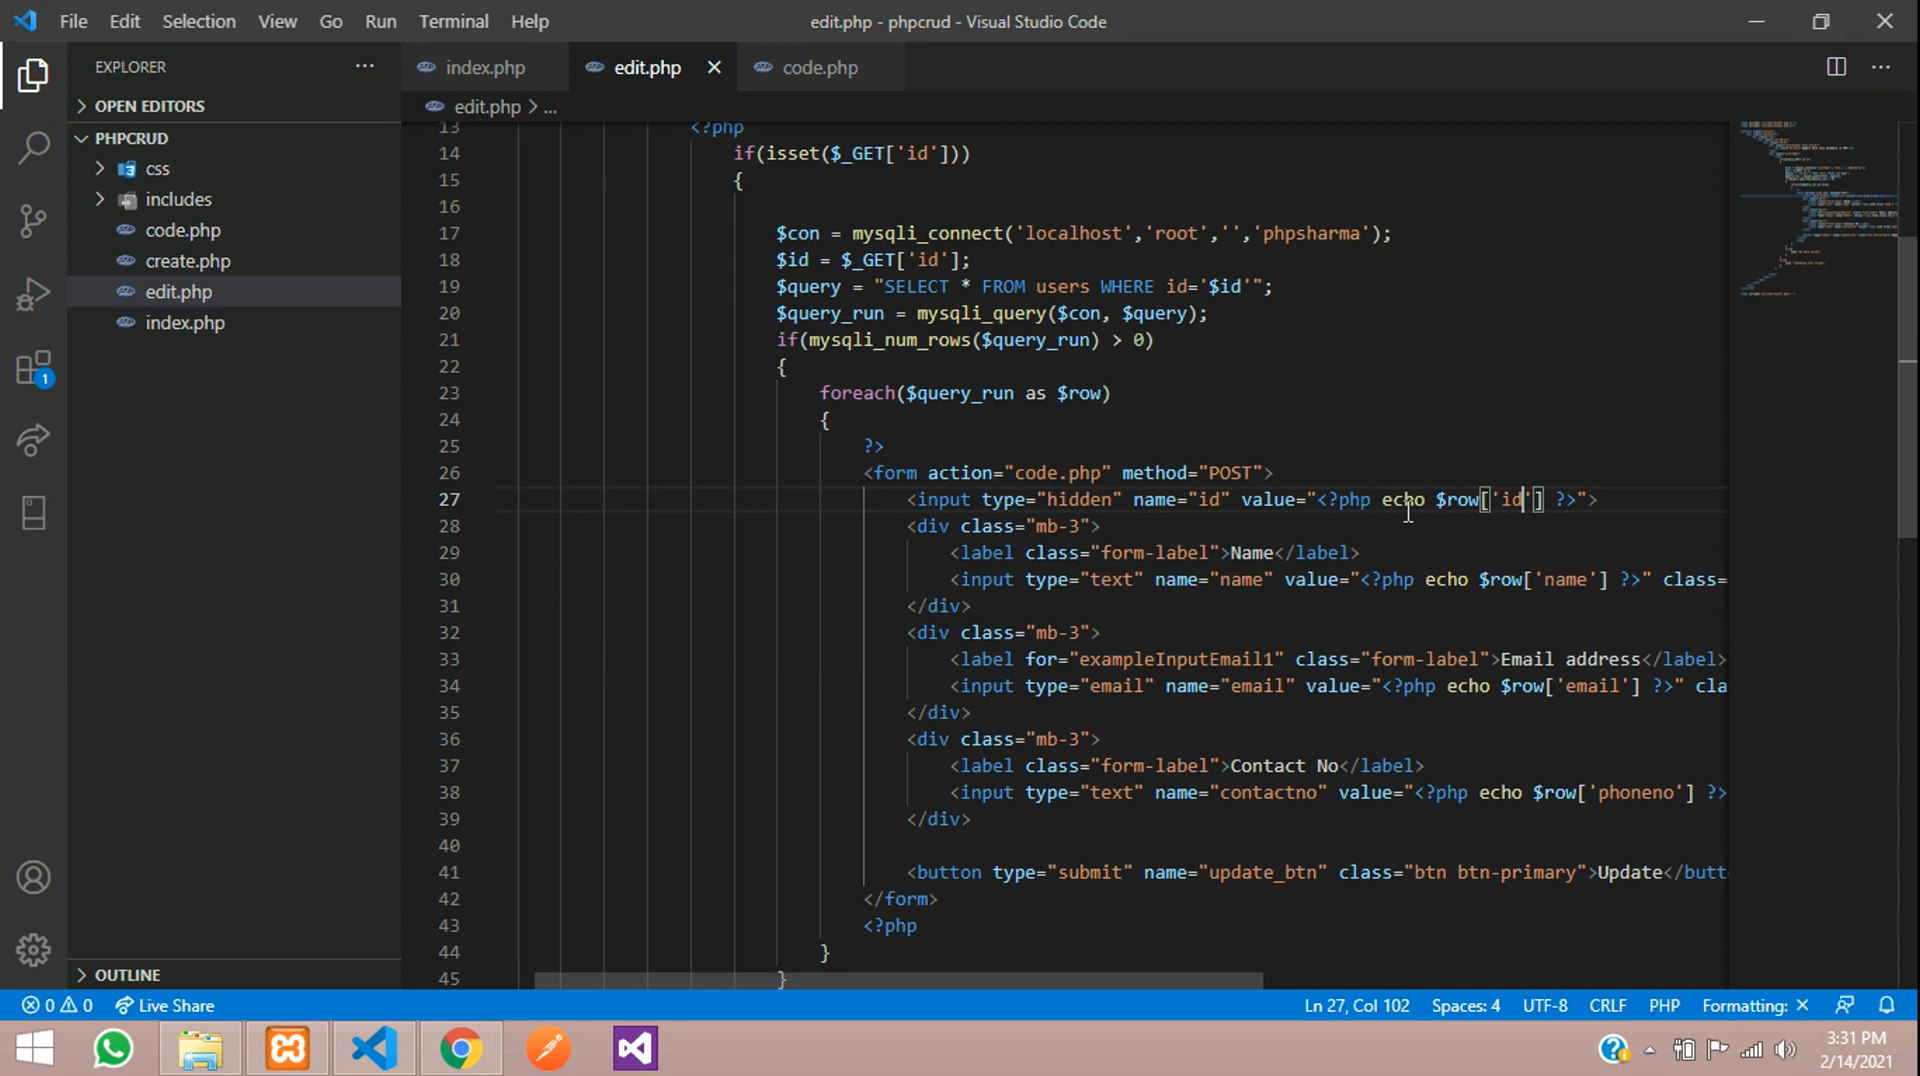 File Edit Selection View Go Run Terminal Help edit.php - phpcrud - Visual Studio Code
EXPLORER ...
index.php edit.php code.php
OPEN EDITORS
edit.php > ...
PHPCRUD
css
includes
code.php
create.php
edit.php
index.php
13 <?php
14 if(isset($_GET['id']))
15 {
16
17 $con = mysqli_connect('localhost','root','','phpsharma');
18 $id = $_GET['id'];
19 $query = "SELECT * FROM users WHERE id='$id'";
20 $query_run = mysqli_query($con, $query);
21 if(mysqli_num_rows($query_run) > 0)
22 {
23 foreach($query_run as $row)
24 {
25 ?>
26 <form action="code.php" method="POST">
27 <input type="hidden" name="id" value="<?php echo $row['id'] ?>">
28 <div class="mb-3">
29 <label class="form-label">Name</label>
30 <input type="text" name="name" value="<?php echo $row['name'] ?>" class=
31 </div>
32 <div class="mb-3">
33 <label for="exampleInputEmail1" class="form-label">Email address</label>
34 <input type="email" name="email" value="<?php echo $row['email'] ?>" cla
35 </div>
36 <div class="mb-3">
37 <label class="form-label">Contact No</label>
38 <input type="text" name="contactno" value="<?php echo $row['phoneno'] ?>
39 </div>
40
41 <button type="submit" name="update_btn" class="btn btn-primary">Update</butt
42 </form>
43 <?php
44 }
45 }
1
OUTLINE
0 0 Live Share Ln 27, Col 102 Spaces: 4 UTF-8 CRLF PHP Formatting: ×
3:31 PM
2/14/2021